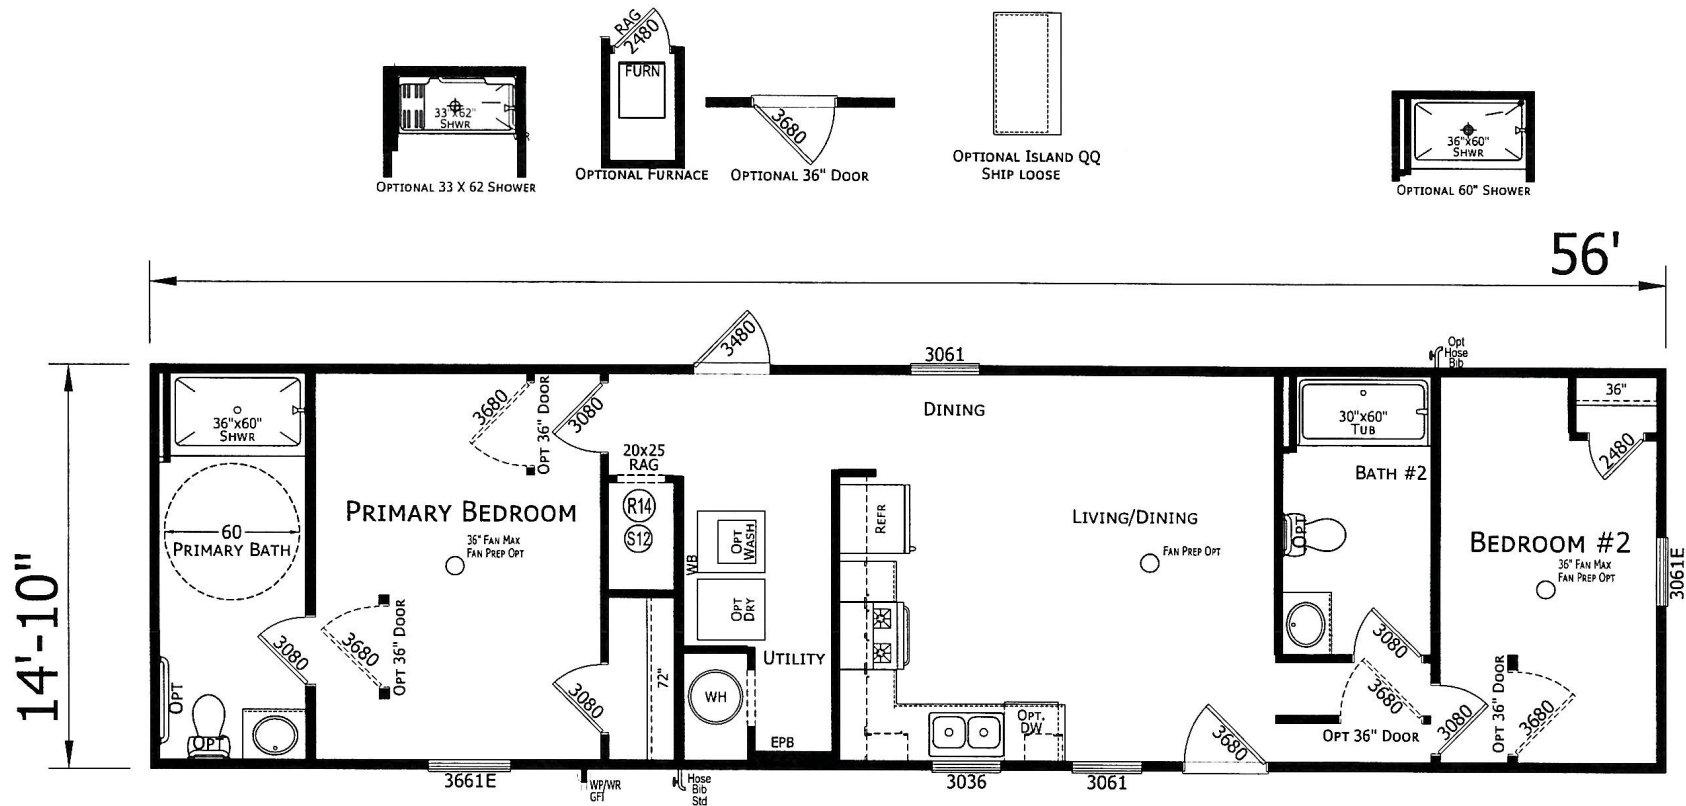 RAG
2480
FURN
OPTIONAL FURNACE
33"x62"
SHWR
OPTIONAL 33 X 62 SHOWER
3680
OPTIONAL 36" DOOR
OPTIONAL ISLAND QQ
SHIP LOOSE
36"x60"
SHWR
OPTIONAL 60" SHOWER
56'
14'-10"
3480
3061
Opt
Hose
Bib
36"x60"
SHWR
60
PRIMARY BATH
3080
OPT
OPT
3680
OPT 36" DOOR
3080
PRIMARY BEDROOM
36" FAN MAX
FAN PREP OPT
3680
OPT 36" DOOR
20x25
RAG
R14
S12
3080
72"
WB
OPT
WASH
OPT
DRY
UTILITY
WH
EPB
DINING
REFR
LIVING/DINING
FAN PREP OPT
OPT.
DW
3680
30"x60"
TUB
BATH #2
OPT
3080
3680
OPT 36" DOOR
3080
36"
2480
BEDROOM #2
36" FAN MAX
FAN PREP OPT
OPT 36" DOOR
3680
3061E
3661E
WP/WR
GFI
Hose
Bib
Std
3036
3061